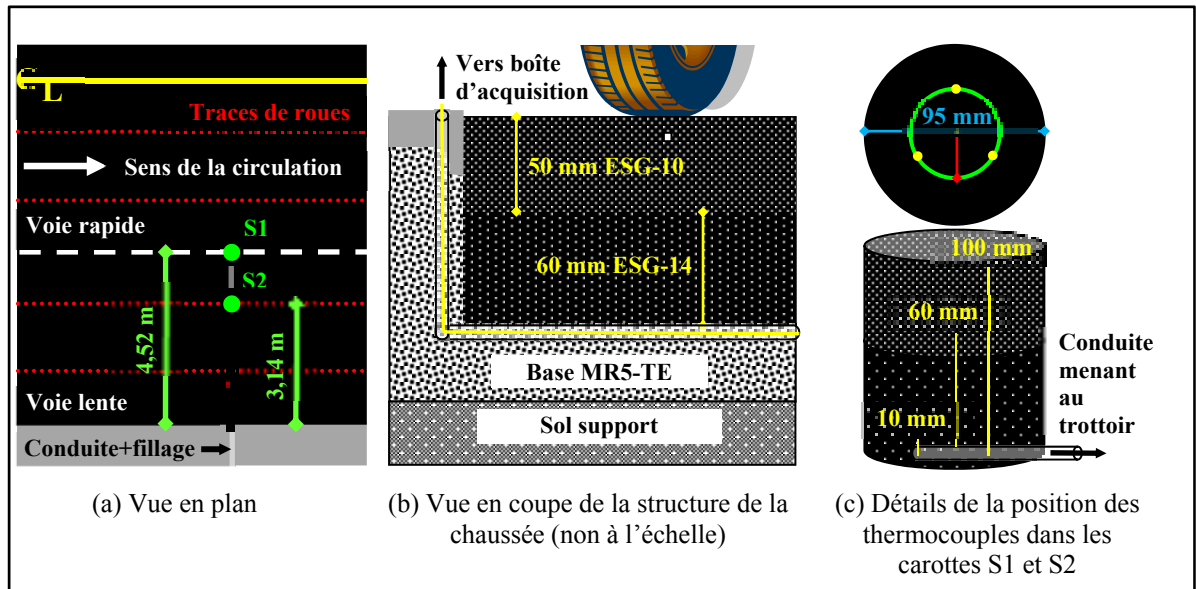 C
L
Traces de roues
Sens de la circulation
Voie rapide
S1
S2
4,52 m
3,14 m
Voie lente
Conduite+fillage
(a) Vue en plan
Vers boîte
d'acquisition
50 mm ESG-10
60 mm ESG-14
Base MR5-TE
Sol support
(b) Vue en coupe de la structure de la
chaussée (non à l'échelle)
95 mm
100 mm
60 mm
10 mm
Conduite
menant
au
trottoir
(c) Détails de la position des
thermocouples dans les
carottes S1 et S2